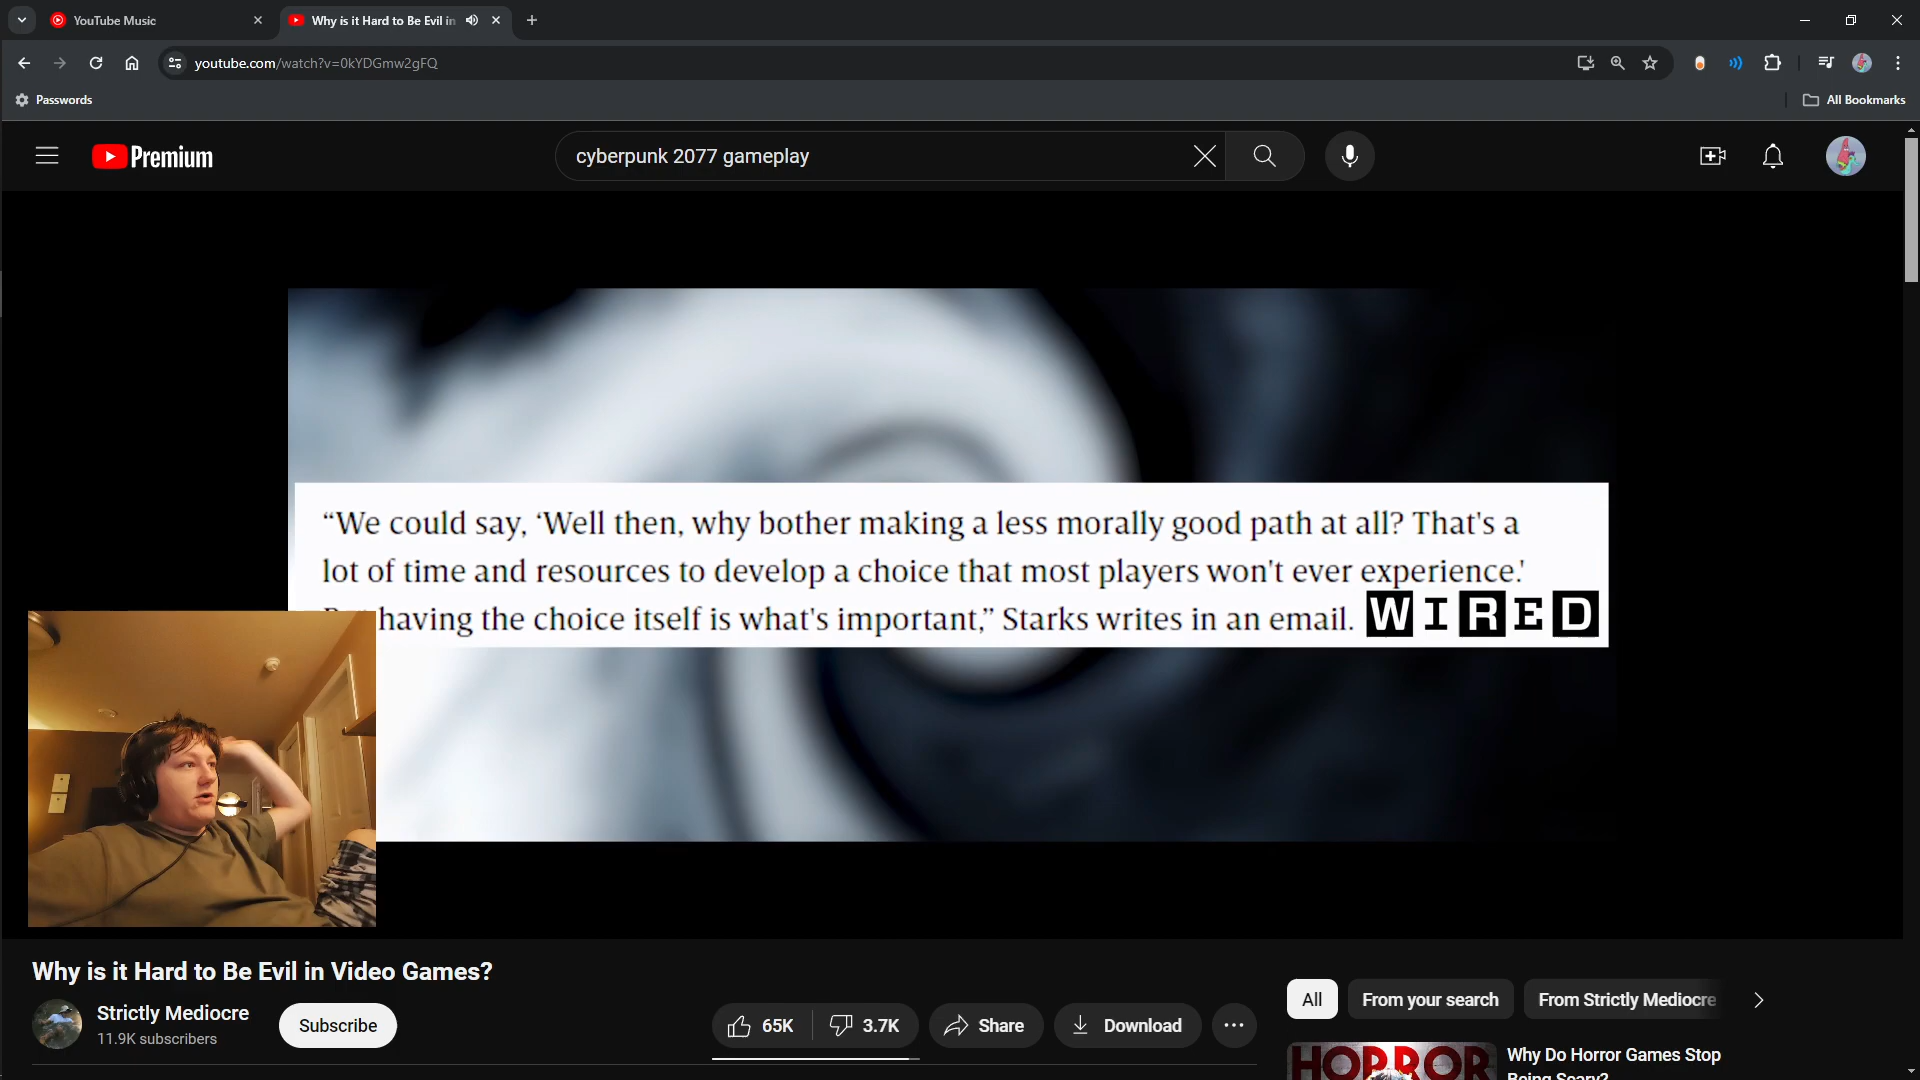 YouTube Music
Why is it Hard to Be Evil in
youtube.com/watch?v=0kYDGmw2gFQ
Passwords
All Bookmarks
Premium
cyberpunk 2077 gameplay
“We could say, ‘Well then, why bother making a less morally good path at all? That's a
lot of time and resources to develop a choice that most players won't ever experience.'
having the choice itself is what's important,” Starks writes in an email. WIRED
Why is it Hard to Be Evil in Video Games?
Strictly Mediocre
11.9K subscribers
Subscribe
65K
3.7K
Share
Download
All
From your search
From Strictly Mediocre
HORROR
Why Do Horror Games Stop
Being Scary?